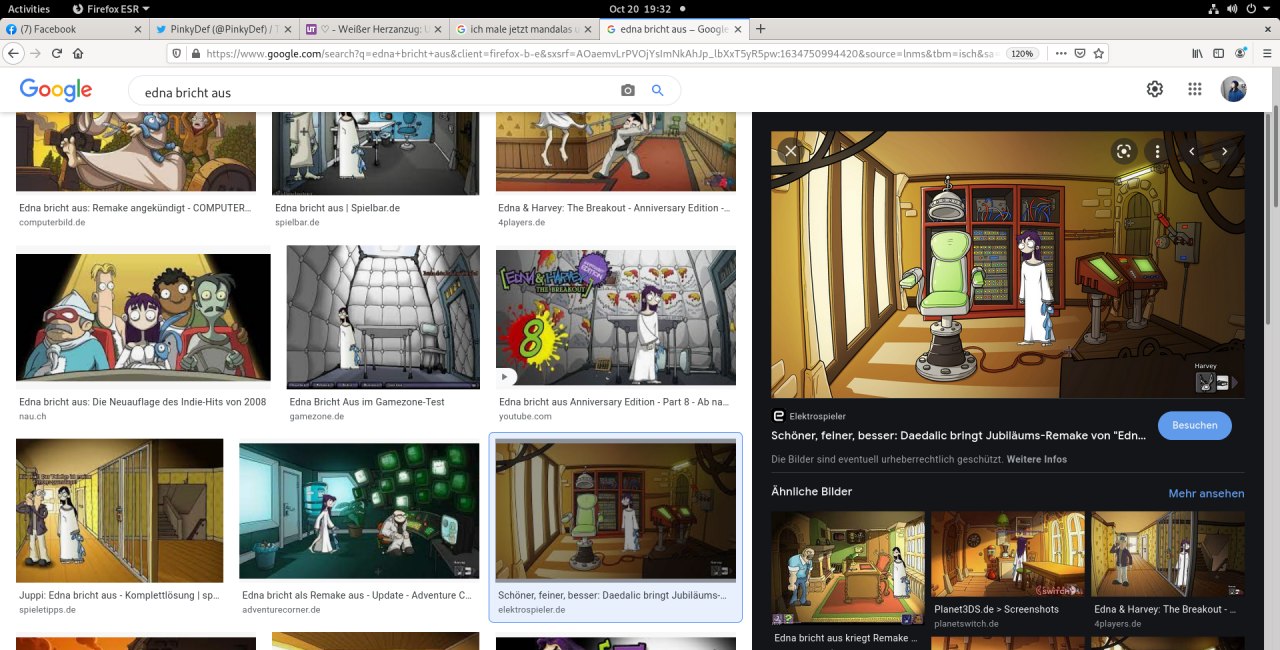 Activities
Firefox ESR
Oct 20 19:32
(7) Facebook
PinkyDef (@PinkyDef) / T
♡ - Weißer Herzanzug: U
ich male jetzt mandalas u
edna bricht aus – Google
https://www.google.com/search?q=edna+bricht+aus&client=firefox-b-e&sxsrf=AOaemvLrPVOjYsImNkAhJp_lbXxT5yR5pw:1634750994420&source=lnms&tbm=isch&sa
120%
Google
edna bricht aus
Edna bricht aus: Remake angekündigt - COMPUTER...
computerbild.de
Edna bricht aus | Spielbar.de
spielbar.de
Edna & Harvey: The Breakout - Anniversary Edition -...
4players.de
EDNA & HARVEY
THE BREAKOUT
8
Edna bricht aus: Die Neuauflage des Indie-Hits von 2008
nau.ch
Edna Bricht Aus im Gamezone-Test
gamezone.de
Edna bricht aus Anniversary Edition - Part 8 - Ab na...
youtube.com
Juppi: Edna bricht aus - Komplettlösung | sp...
spieletipps.de
Edna bricht als Remake aus - Update - Adventure C...
adventurecorner.de
Schöner, feiner, besser: Daedalic bringt Jubiläums-...
elektrospieler.de
Harvey
Elektrospieler
Schöner, feiner, besser: Daedalic bringt Jubiläums-Remake von "Edn...
Besuchen
Die Bilder sind eventuell urheberrechtlich geschützt. Weitere Infos
Ähnliche Bilder
Mehr ansehen
SWITCH
Edna bricht aus kriegt Remake ...
Planet3DS.de > Screenshots
planetswitch.de
Edna & Harvey: The Breakout - ...
4players.de